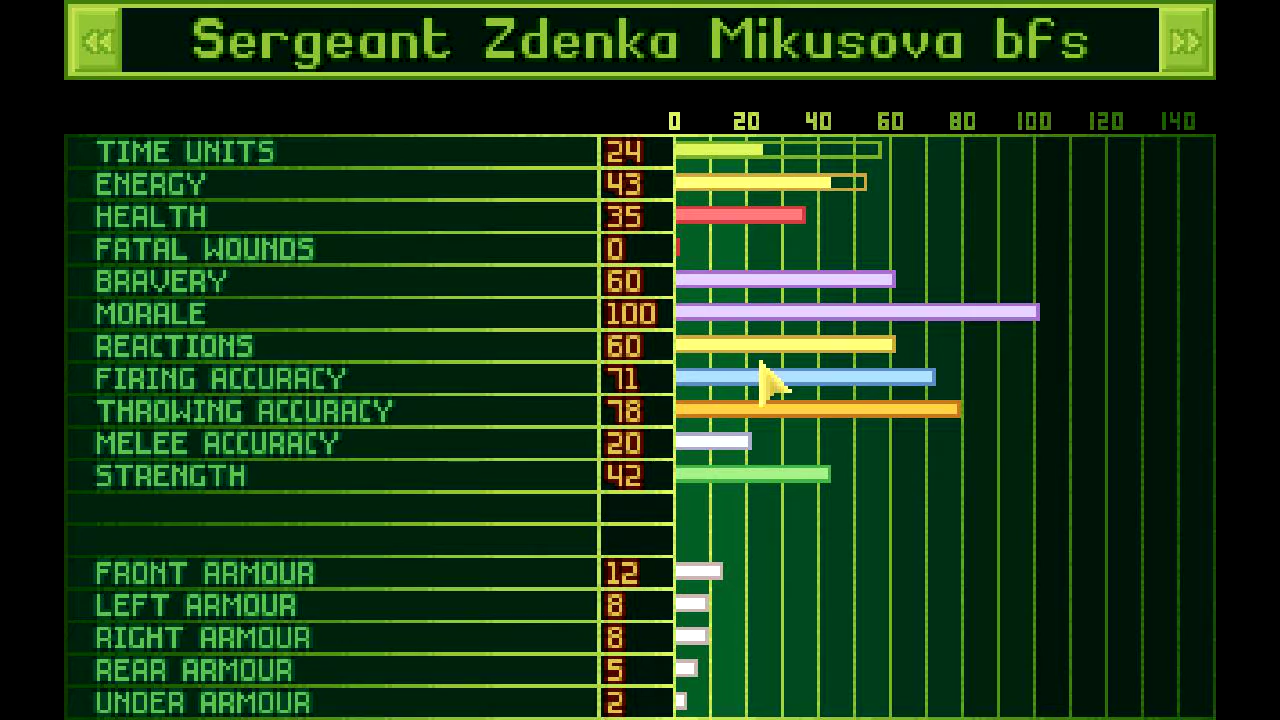 Sergeant Zdenka Mikusova bfs
0 20 40 60 80 100 120 140
TIME UNITS 24
ENERGY 43
HEALTH 35
FATAL WOUNDS 0
BRAVERY 60
MORALE 100
REACTIONS 60
FIRING ACCURACY 71
THROWING ACCURACY 78
MELEE ACCURACY 20
STRENGTH 42
FRONT ARMOUR 12
LEFT ARMOUR 8
RIGHT ARMOUR 8
REAR ARMOUR 5
UNDER ARMOUR 2